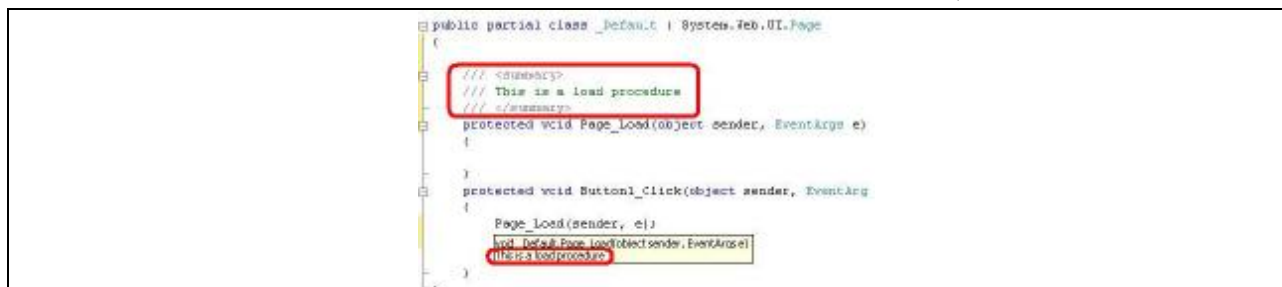 public partial class _Default : System.Web.UI.Page
{
/// <summary>
/// This is a load procedure
/// </summary>
protected void Page_Load(object sender, EventArgs e)
{
}
protected void Button1_Click(object sender, EventArg
{
Page_Load(sender, e);
void _Default.Page_Load(object sender, EventArgs e)
This is a load procedure
}